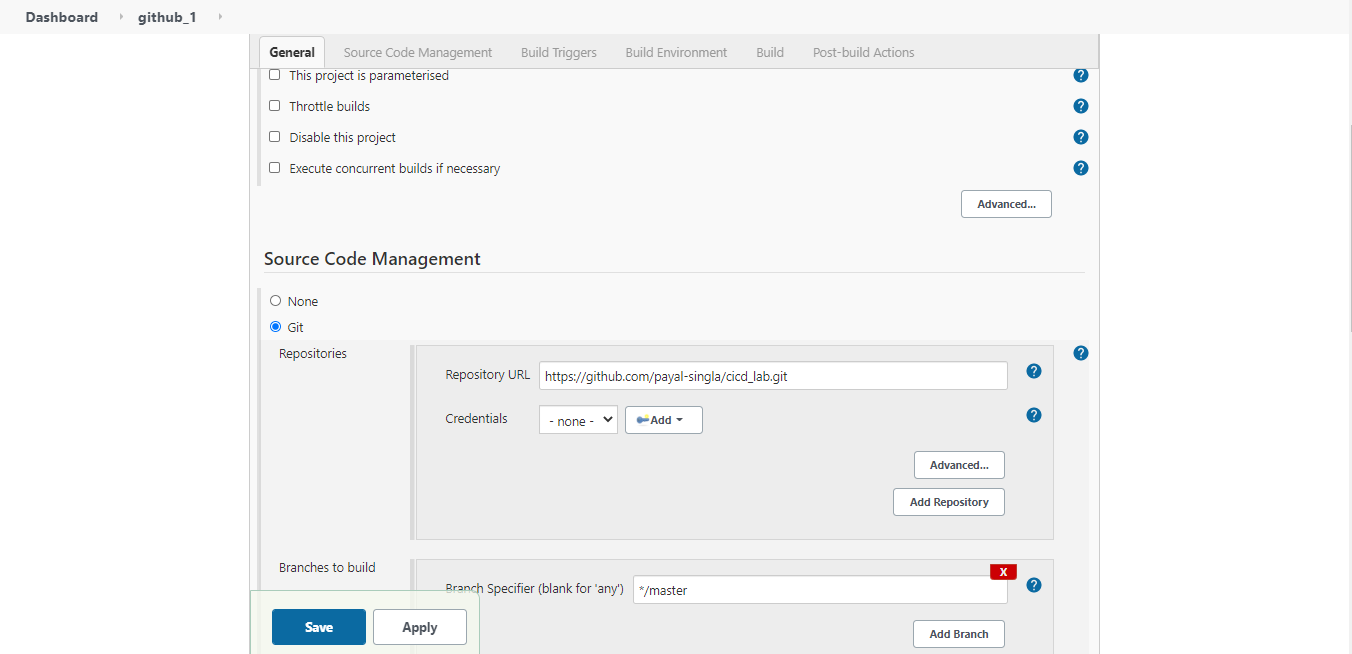 Dashboard github_1
General Source Code Management Build Triggers Build Environment Build Post-build Actions
This project is parameterised ?
Throttle builds ?
Disable this project ?
Execute concurrent builds if necessary ?
Advanced...
Source Code Management
None
Git
Repositories ?
Repository URL https://github.com/payal-singla/cicd_lab.git ?
Credentials - none - Add ?
Advanced...
Add Repository
Branches to build X
Branch Specifier (blank for 'any') */master ?
Save Apply Add Branch